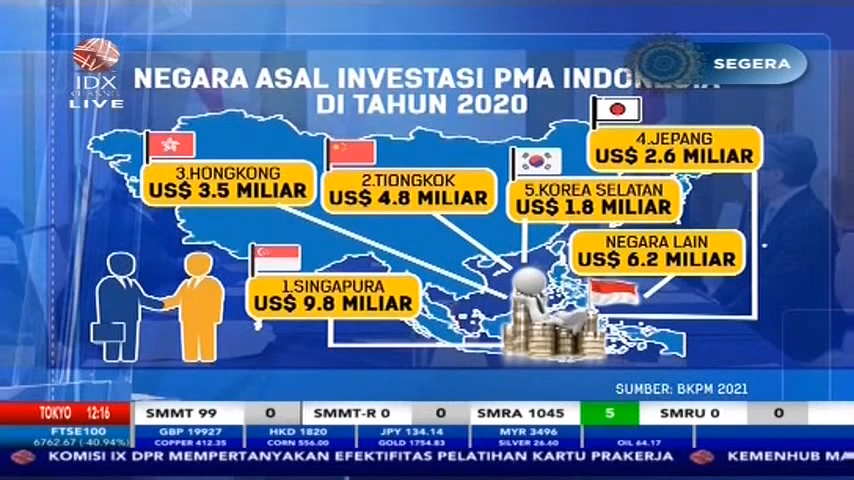 IDX
CHANNEL
LIVE
SEGERA
NEGARA ASAL INVESTASI PMA INDONESIA
DI TAHUN 2020
4.JEPANG
US$ 2.6 MILIAR
3.HONGKONG
US$ 3.5 MILIAR
2.TIONGKOK
US$ 4.8 MILIAR
5.KOREA SELATAN
US$ 1.8 MILIAR
NEGARA LAIN
US$ 6.2 MILIAR
1.SINGAPURA
US$ 9.8 MILIAR
SUMBER: BKPM 2021
TOKYO 12:16 SMMT 99 0 SMMT-R 0 0 SMRA 1045 5 SMRU 0 0
FTSE100 GBP 19927 HKD 1820 JPY 134.14 MYR 3496
6762.67 (-40.94%) COPPER 412.35 CORN 556.00 GOLD 1754.83 SILVER 26.60 OIL 64.17
KOMISI IX DPR MEMPERTANYAKAN EFEKTIFITAS PELATIHAN KARTU PRAKERJA KEMENHUB MA